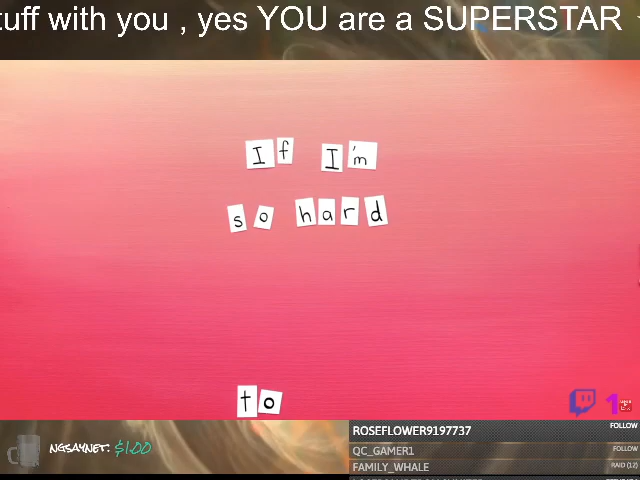 tuff with you , yes YOU are a SUPERSTAR
If I'm
so hard
to
1
NGSAYNET: $1.00
ROSEFLOWER9197737 FOLLOW
QC_GAMER1 FOLLOW
FAMILY_WHALE RAID (12)